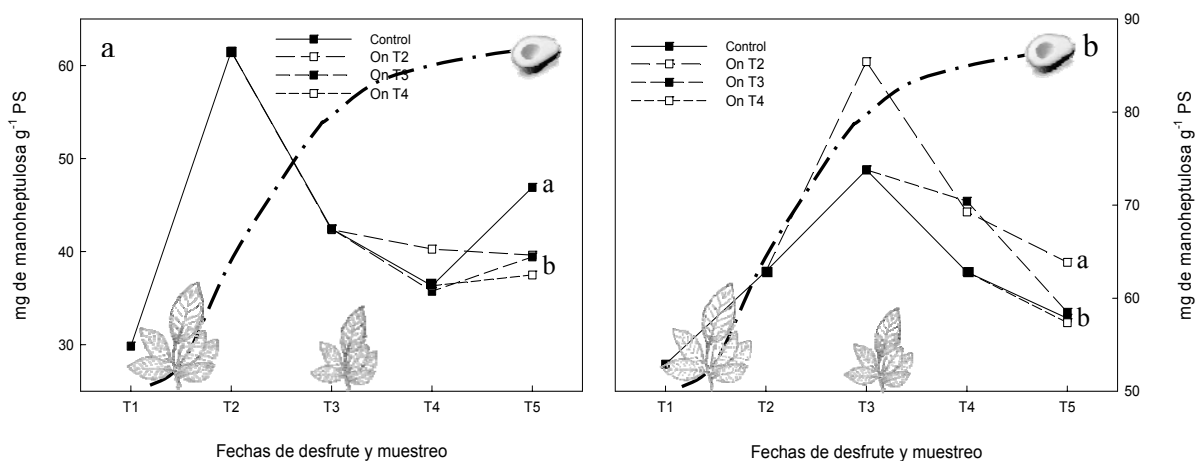 a
Control
On T2
On T3
On T4
60
50
40
30
a
b
T1 T2 T3 T4 T5
mg de manoheptulosa g⁻¹ PS
Fechas de desfrute y muestreo
b
Control
On T2
On T3
On T4
90
80
70
60
50
a
b
T1 T2 T3 T4 T5
mg de manoheptulosa g⁻¹ PS
Fechas de desfrute y muestreo